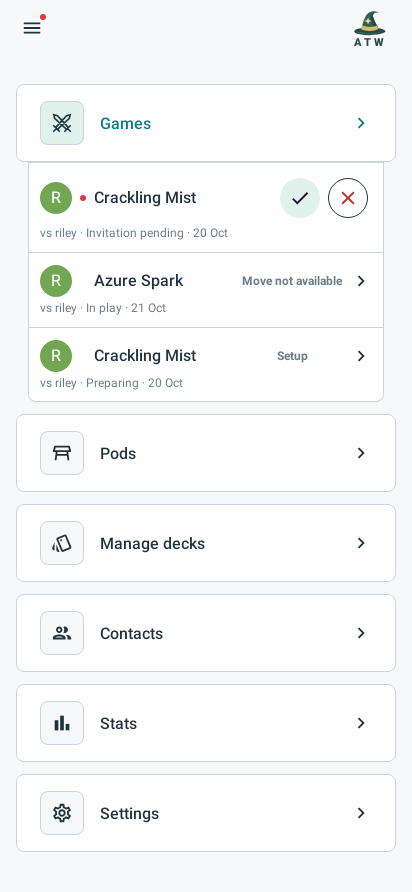 ATW
Games
R Crackling Mist
vs riley · Invitation pending · 20 Oct
R Azure Spark Move not available
vs riley · In play · 21 Oct
R Crackling Mist Setup
vs riley · Preparing · 20 Oct
Pods
Manage decks
Contacts
Stats
Settings